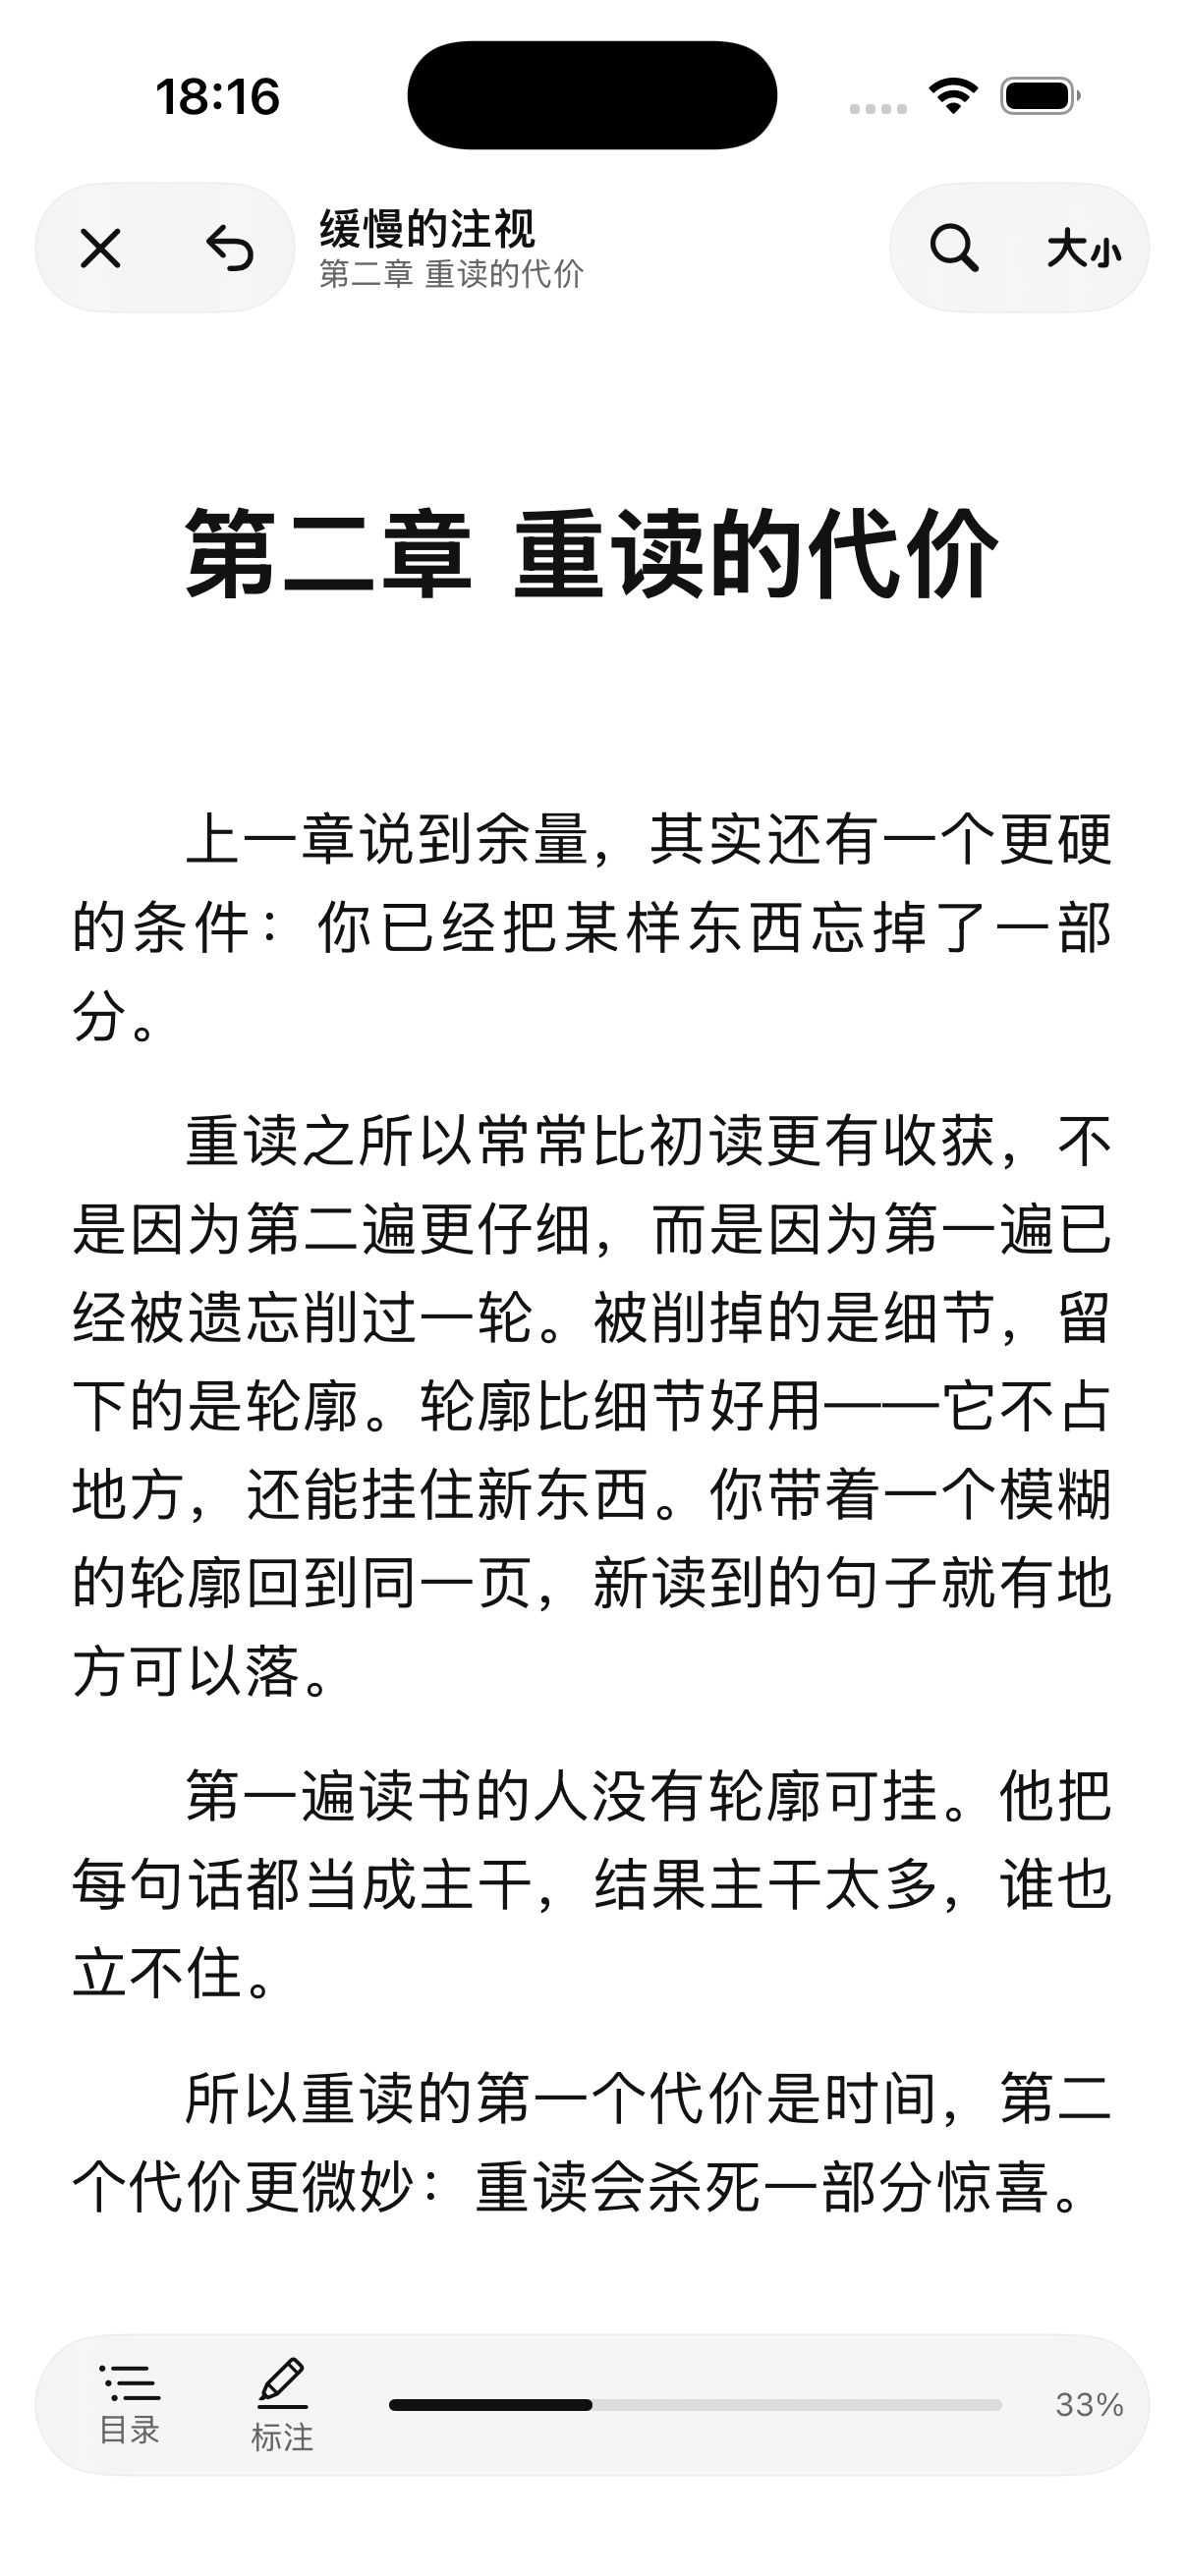 18:16
缓慢的注视
第二章 重读的代价
大小
第二章 重读的代价
上一章说到余量，其实还有一个更硬
的条件：你已经把某样东西忘掉了一部
分。
重读之所以常常比初读更有收获，不
是因为第二遍更仔细，而是因为第一遍已
经被遗忘削过一轮。被削掉的是细节，留
下的是轮廓。轮廓比细节好用——它不占
地方，还能挂住新东西。你带着一个模糊
的轮廓回到同一页，新读到的句子就有地
方可以落。
第一遍读书的人没有轮廓可挂。他把
每句话都当成主干，结果主干太多，谁也
立不住。
所以重读的第一个代价是时间，第二
个代价更微妙：重读会杀死一部分惊喜。
目录
标注
33%